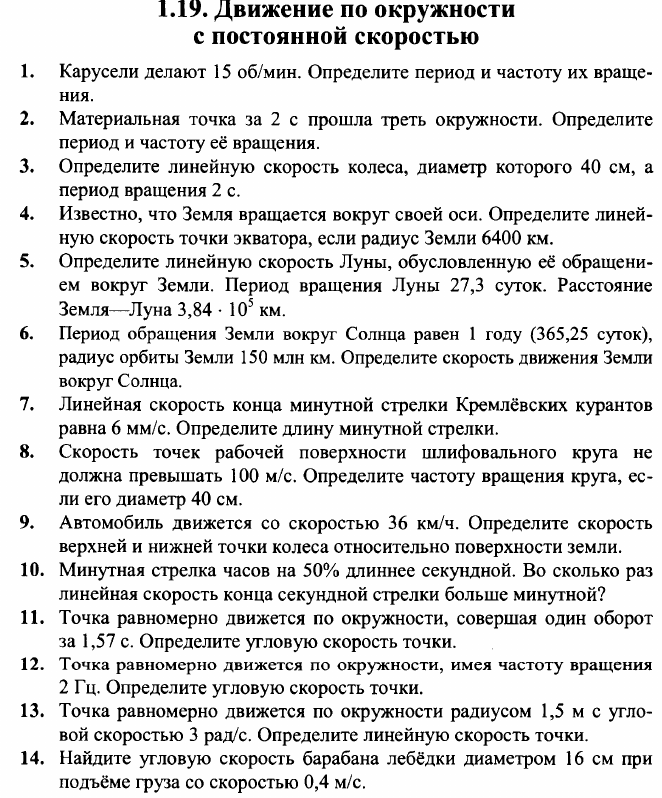 1.19. Движение по окружности
с постоянной скоростью
1. Карусели делают 15 об/мин. Определите период и частоту их враще-
ния.
2. Материальная точка за 2 с прошла треть окружности. Определите
период и частоту её вращения.
3. Определите линейную скорость колеса, диаметр которого 40 см, а
период вращения 2 с.
4. Известно, что Земля вращается вокруг своей оси. Определите линей-
ную скорость точки экватора, если радиус Земли 6400 км.
5. Определите линейную скорость Луны, обусловленную её обращени-
ем вокруг Земли. Период вращения Луны 27,3 суток. Расстояние
Земля—Луна 3,84 · 10⁵ км.
6. Период обращения Земли вокруг Солнца равен 1 году (365,25 суток),
радиус орбиты Земли 150 млн км. Определите скорость движения Земли
вокруг Солнца.
7. Линейная скорость конца минутной стрелки Кремлёвских курантов
равна 6 мм/с. Определите длину минутной стрелки.
8. Скорость точек рабочей поверхности шлифовального круга не
должна превышать 100 м/с. Определите частоту вращения круга, ес-
ли его диаметр 40 см.
9. Автомобиль движется со скоростью 36 км/ч. Определите скорость
верхней и нижней точки колеса относительно поверхности земли.
10. Минутная стрелка часов на 50% длиннее секундной. Во сколько раз
линейная скорость конца секундной стрелки больше минутной?
11. Точка равномерно движется по окружности, совершая один оборот
за 1,57 с. Определите угловую скорость точки.
12. Точка равномерно движется по окружности, имея частоту вращения
2 Гц. Определите угловую скорость точки.
13. Точка равномерно движется по окружности радиусом 1,5 м с угло-
вой скоростью 3 рад/с. Определите линейную скорость точки.
14. Найдите угловую скорость барабана лебёдки диаметром 16 см при
подъёме груза со скоростью 0,4 м/с.